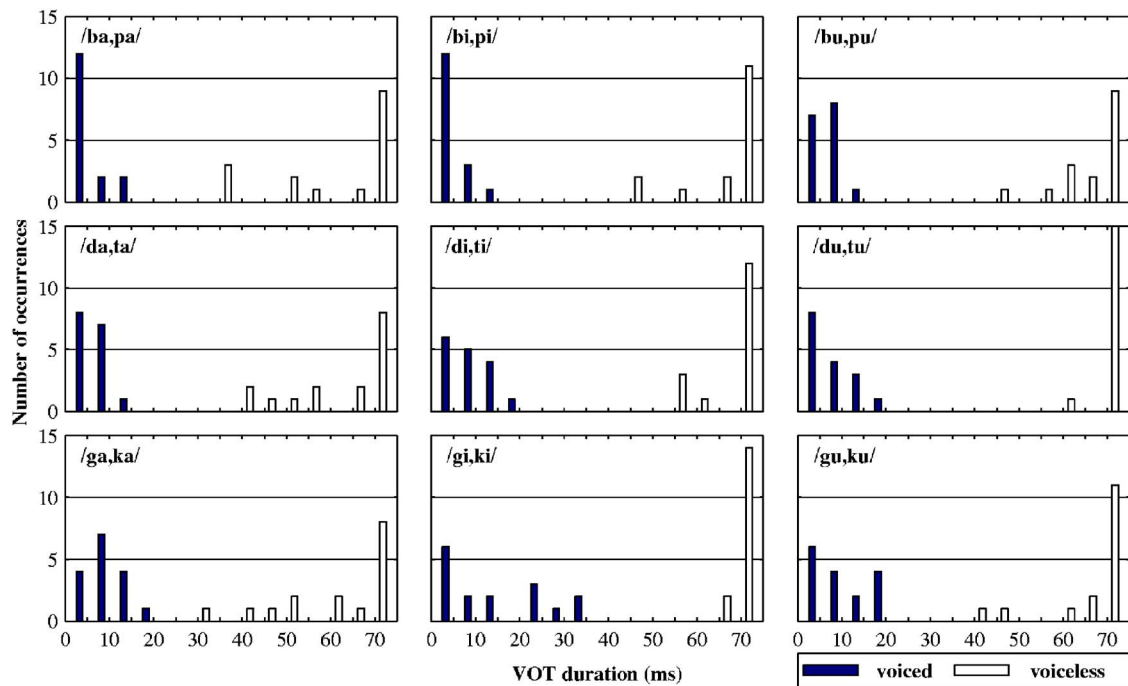 /ba,pa/ /bi,pi/ /bu,pu/
15
10
5
0
/da,ta/ /di,ti/ /du,tu/
15
10
5
0
Number of occurrences
/ga,ka/ /gi,ki/ /gu,ku/
15
10
5
0
0 10 20 30 40 50 60 70 0 10 20 30 40 50 60 70 0 10 20 30 40 50 60 70
VOT duration (ms)
voiced voiceless